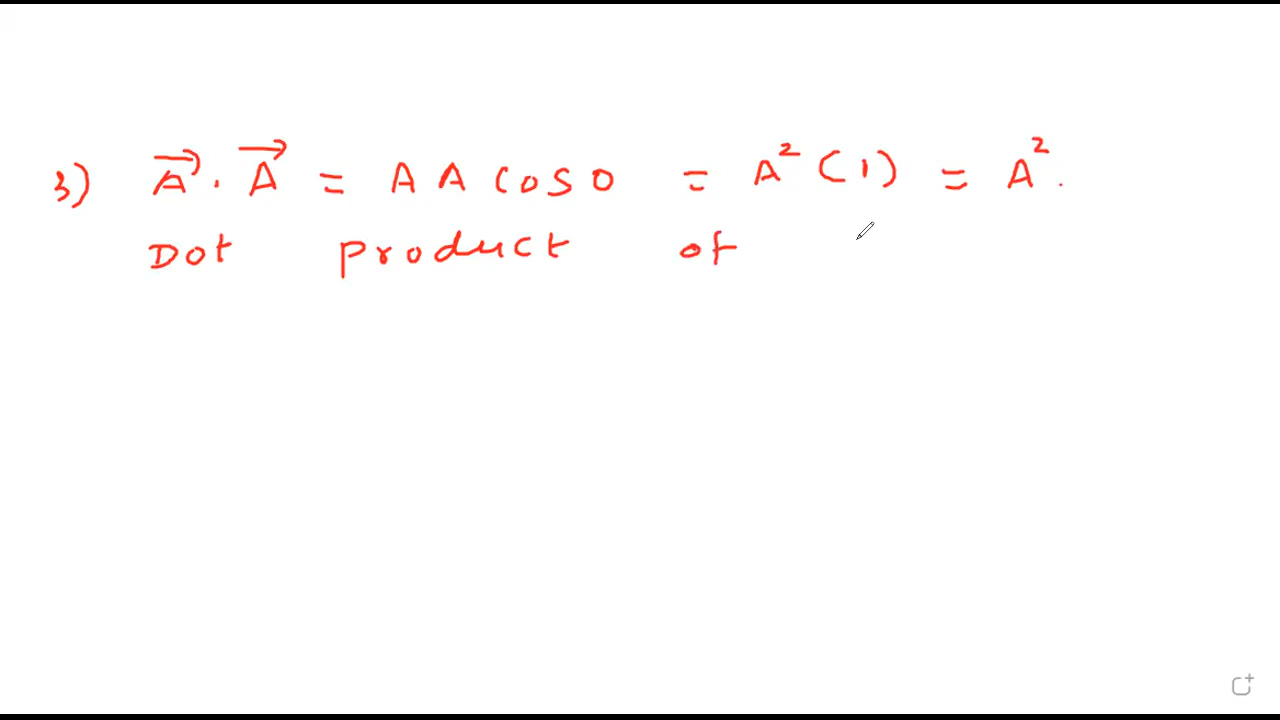 3) A⃗ . A⃗ = A A COS 0 = A² (1) = A² .
Dot product of